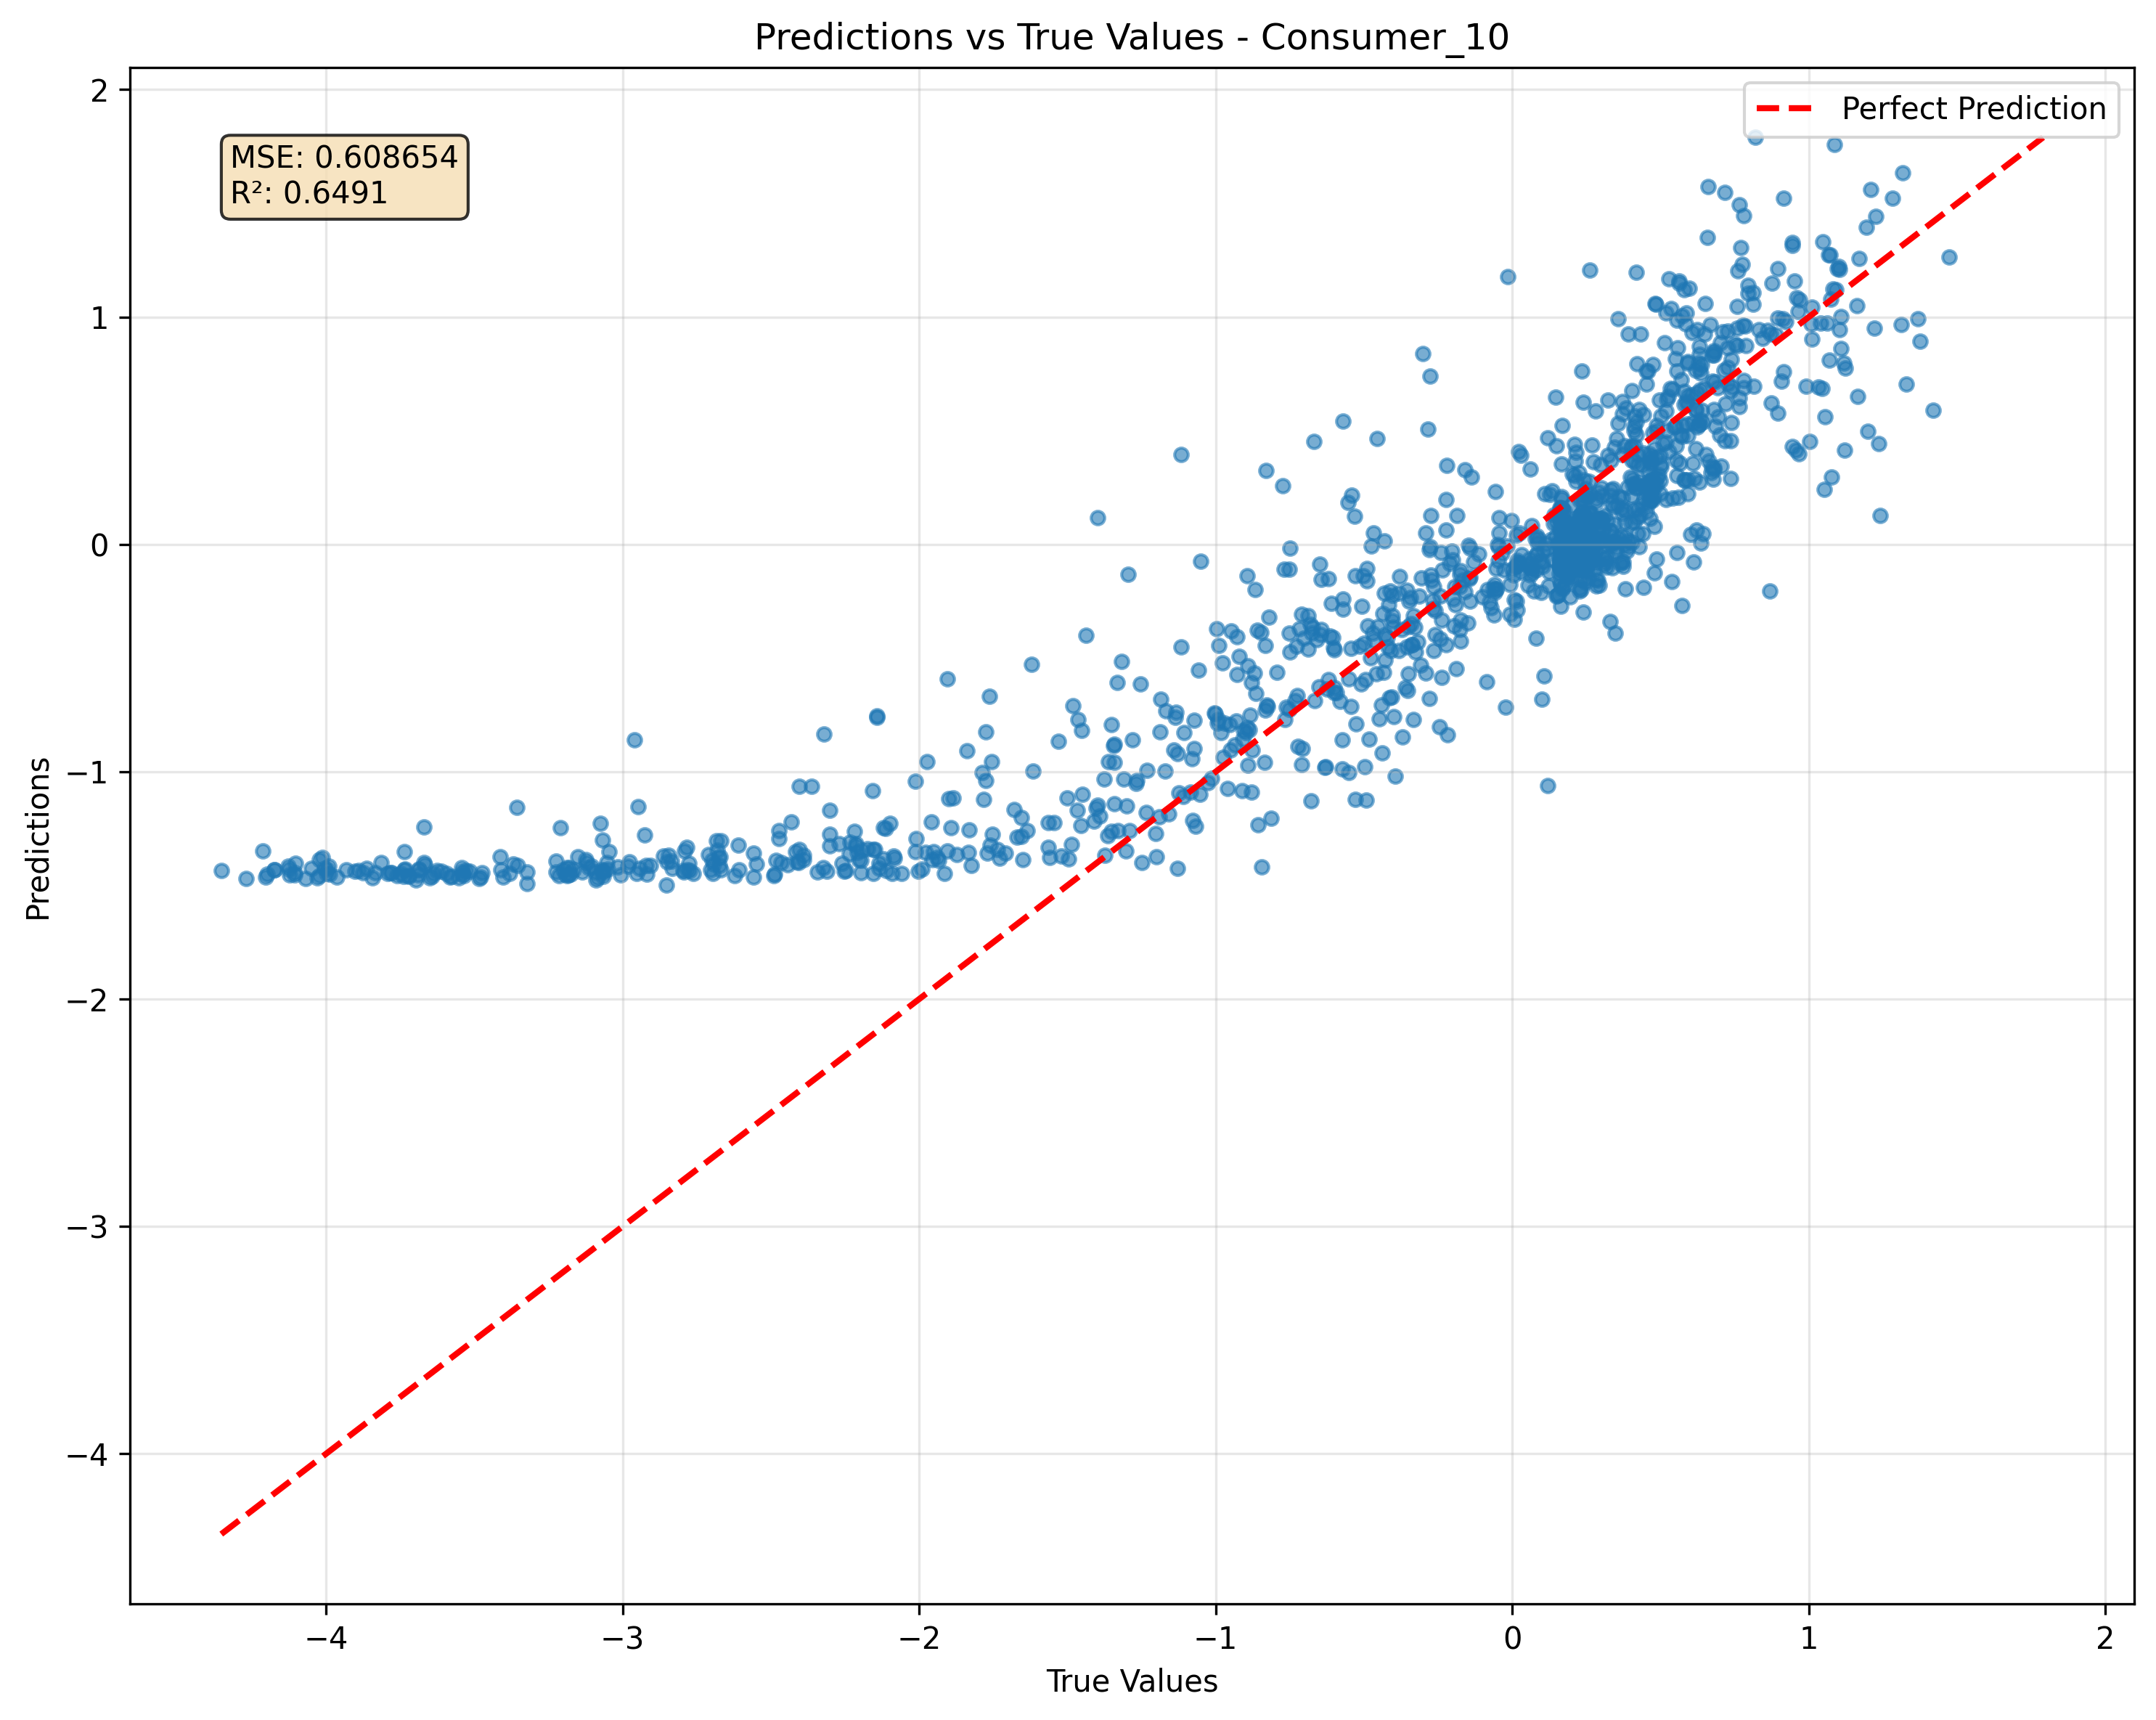 Predictions vs True Values - Consumer_10
2
Perfect Prediction
MSE: 0.608654
R²: 0.6491
1
0
−1
−2
−3
−4
Predictions
−4 −3 −2 −1 0 1 2
True Values